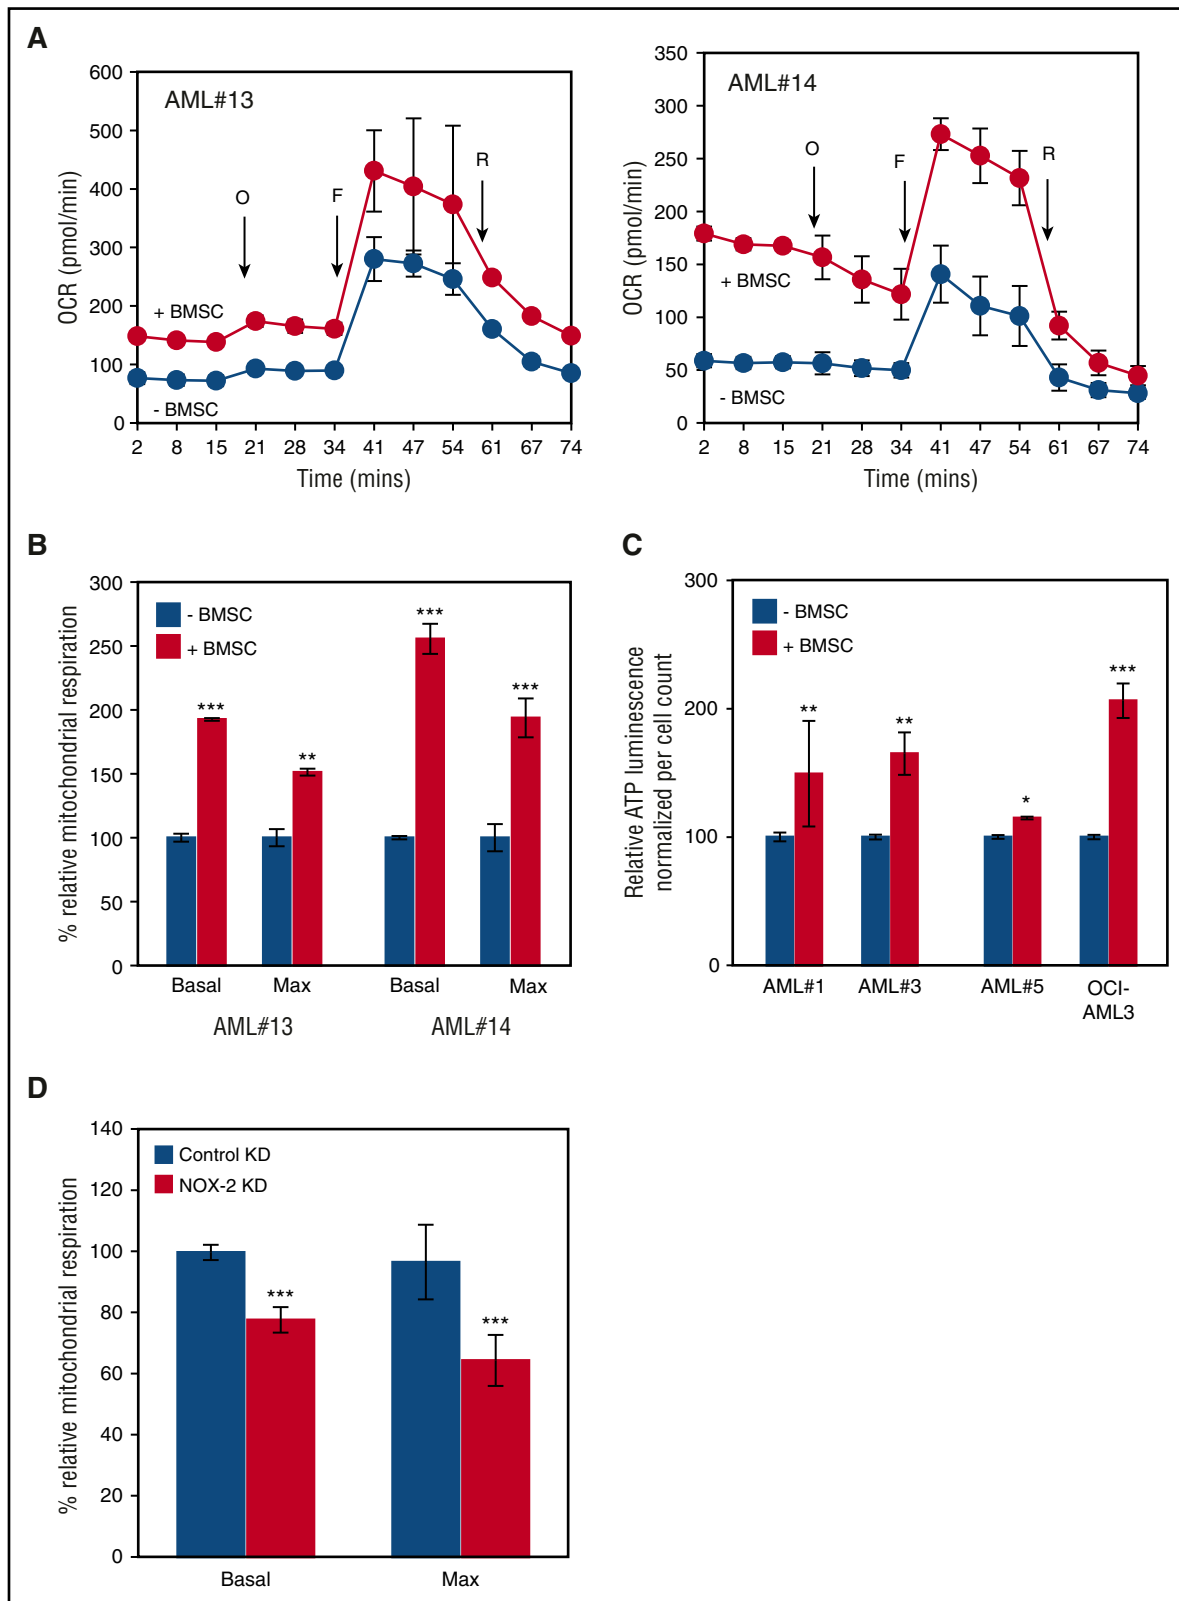 A
AML#13
OCR (pmol/min)
600
500
400
300
200
100
0
O
F
R
+ BMSC
- BMSC
2 8 15 21 28 34 41 47 54 61 67 74
Time (mins)
AML#14
OCR (pmol/min)
350
300
250
200
150
100
50
0
O
F
R
+ BMSC
- BMSC
2 8 15 21 28 34 41 47 54 61 67 74
Time (mins)
B
% relative mitochondrial respiration
300
250
200
150
100
50
0
- BMSC
+ BMSC
***
**
***
***
Basal Max Basal Max
AML#13 AML#14
C
Relative ATP luminescence
normalized per cell count
300
200
100
0
- BMSC
+ BMSC
**
**
*
***
AML#1 AML#3 AML#5 OCI-
AML3
D
% relative mitochondrial respiration
140
120
100
80
60
40
20
0
Control KD
NOX-2 KD
***
***
Basal Max